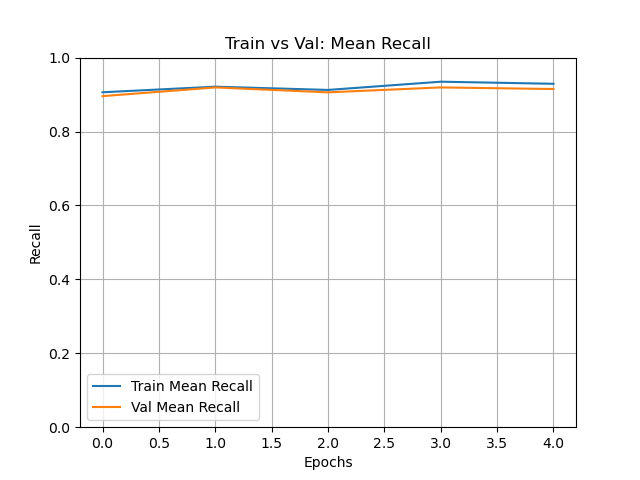 Train vs Val: Mean Recall
1.0
0.8
0.6
0.4
0.2
0.0
Recall
Train Mean Recall
Val Mean Recall
0.0 0.5 1.0 1.5 2.0 2.5 3.0 3.5 4.0
Epochs